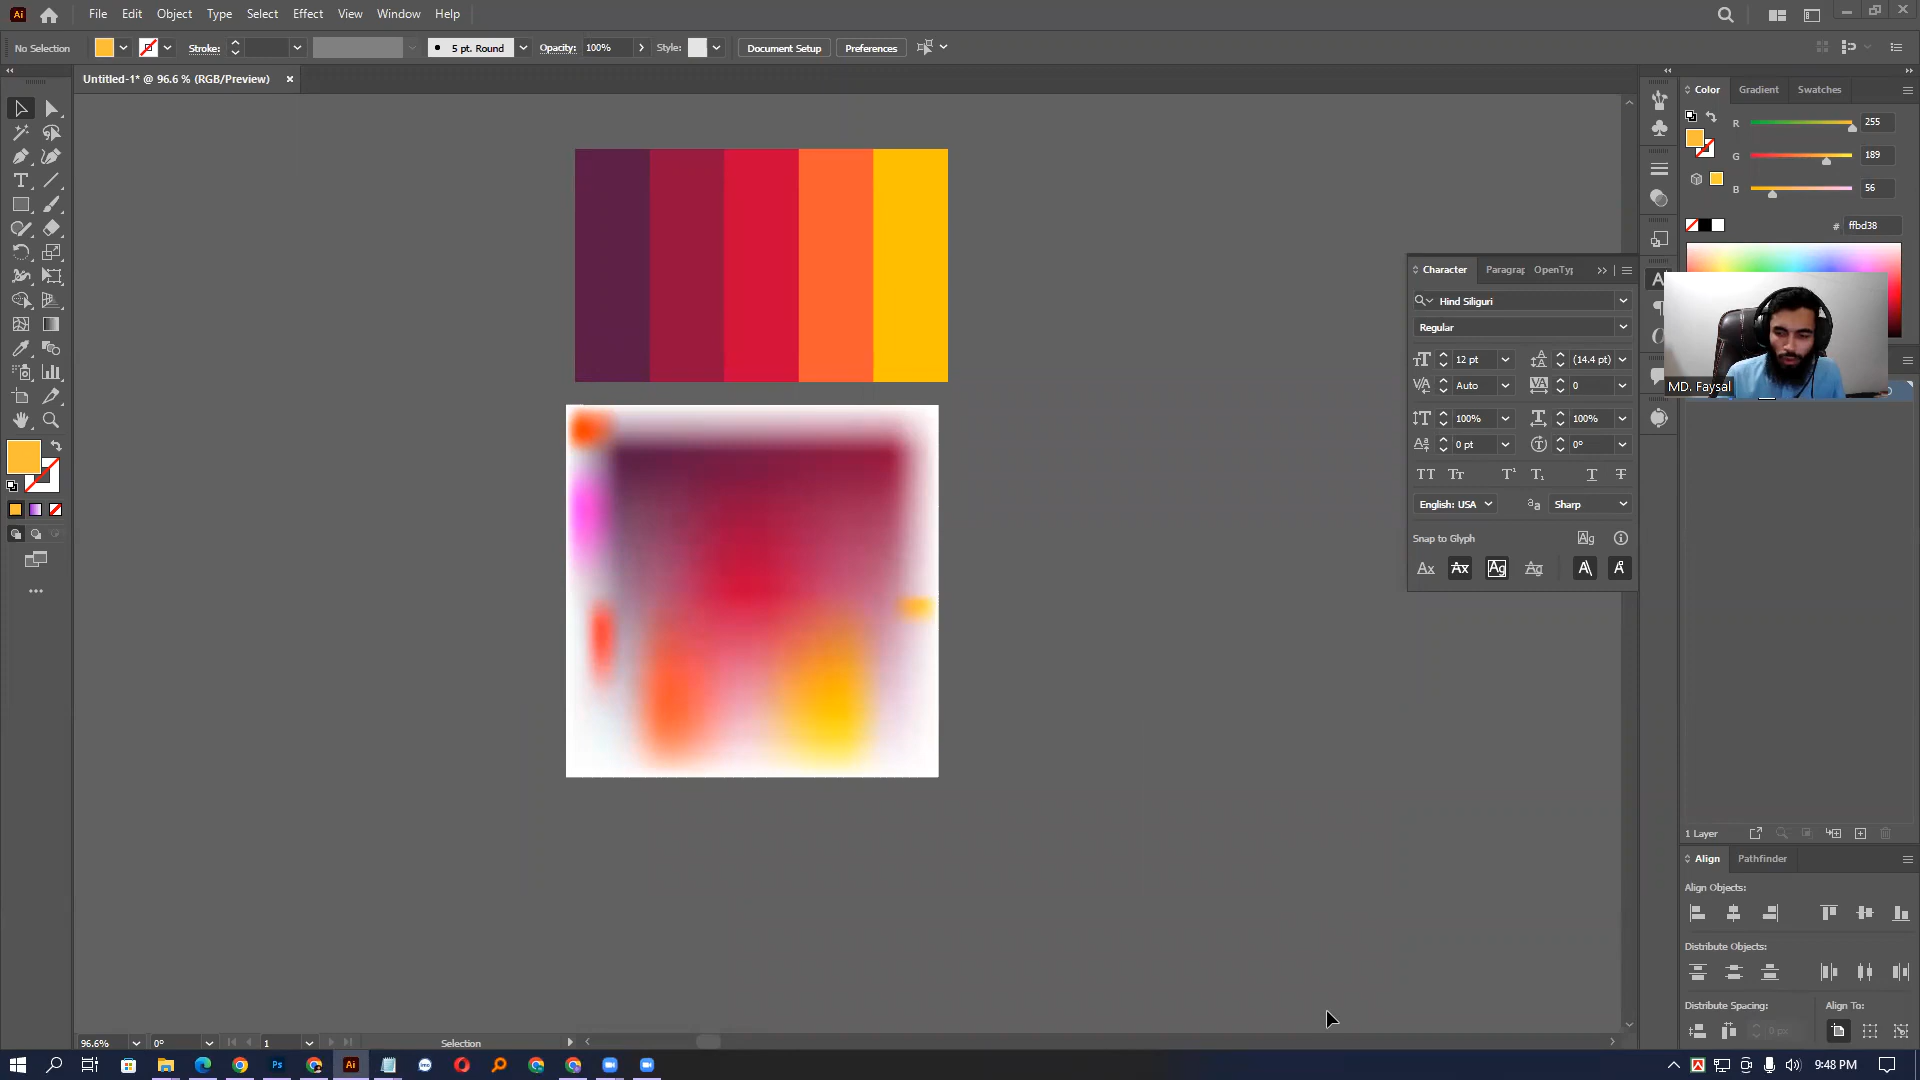 File Edit Object Type Select Effect View Window Help
No Selection Stroke: 5 pt. Round Opacity: 100% Style: Document Setup Preferences
Untitled-1* @ 96.6 % (RGB/Preview)
Color Gradient Swatches
R 255
G 189
B 56
# ffbd38
Character Paragrap OpenTyp
Hind Siliguri
Regular
12 pt (14.4 pt)
Auto 0
100% 100%
0 pt 0°
English: USA Sharp
Snap to Glyph
MD. Faysal
1 Layer
Align Pathfinder
Align Objects:
Distribute Objects:
Distribute Spacing: Align To:
0 px
96.6% 0° 1 Selection
9:48 PM